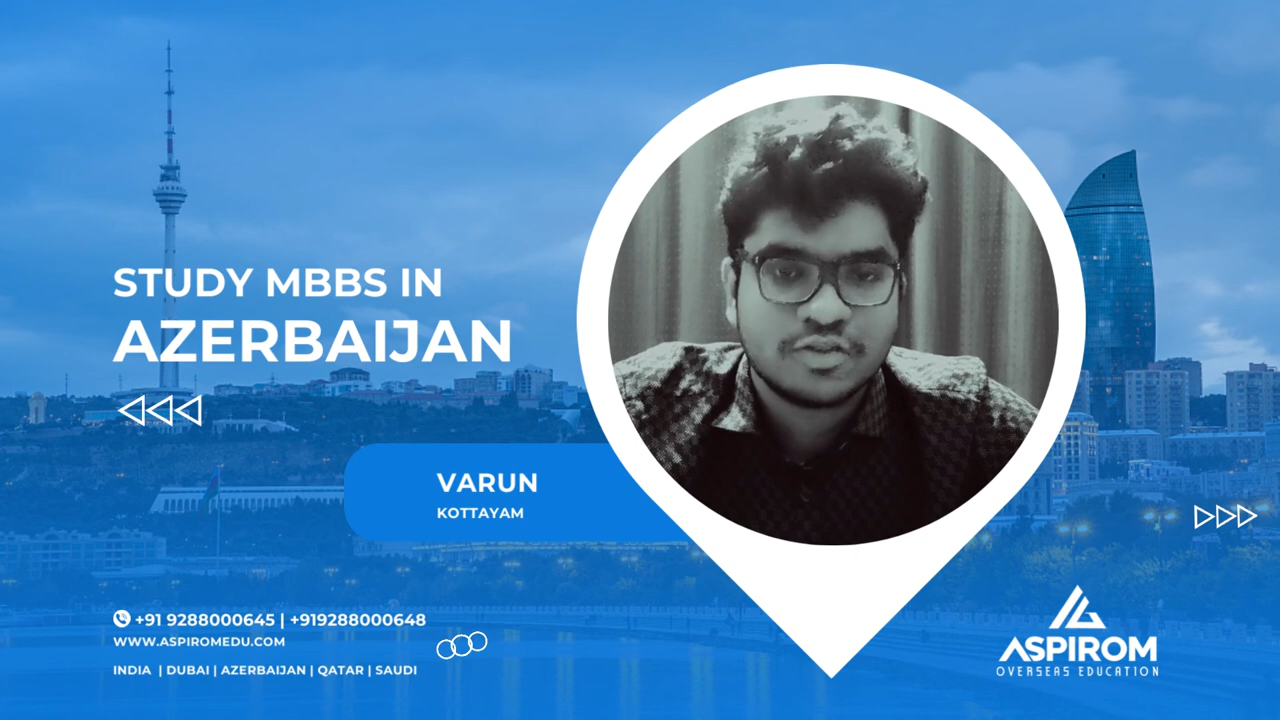 STUDY MBBS IN
AZERBAIJAN
VARUN
KOTTAYAM
+91 9288000645 | +919288000648
WWW.ASPIROMEDU.COM
INDIA | DUBAI | AZERBAIJAN | QATAR | SAUDI
ASPIROM
OVERSEAS EDUCATION